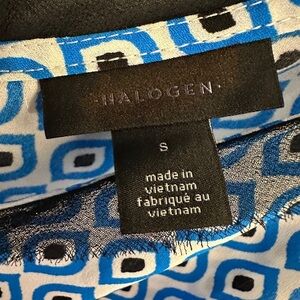 ·HALOGEN·
S
made in
vietnam
fabriqué au
vietnam